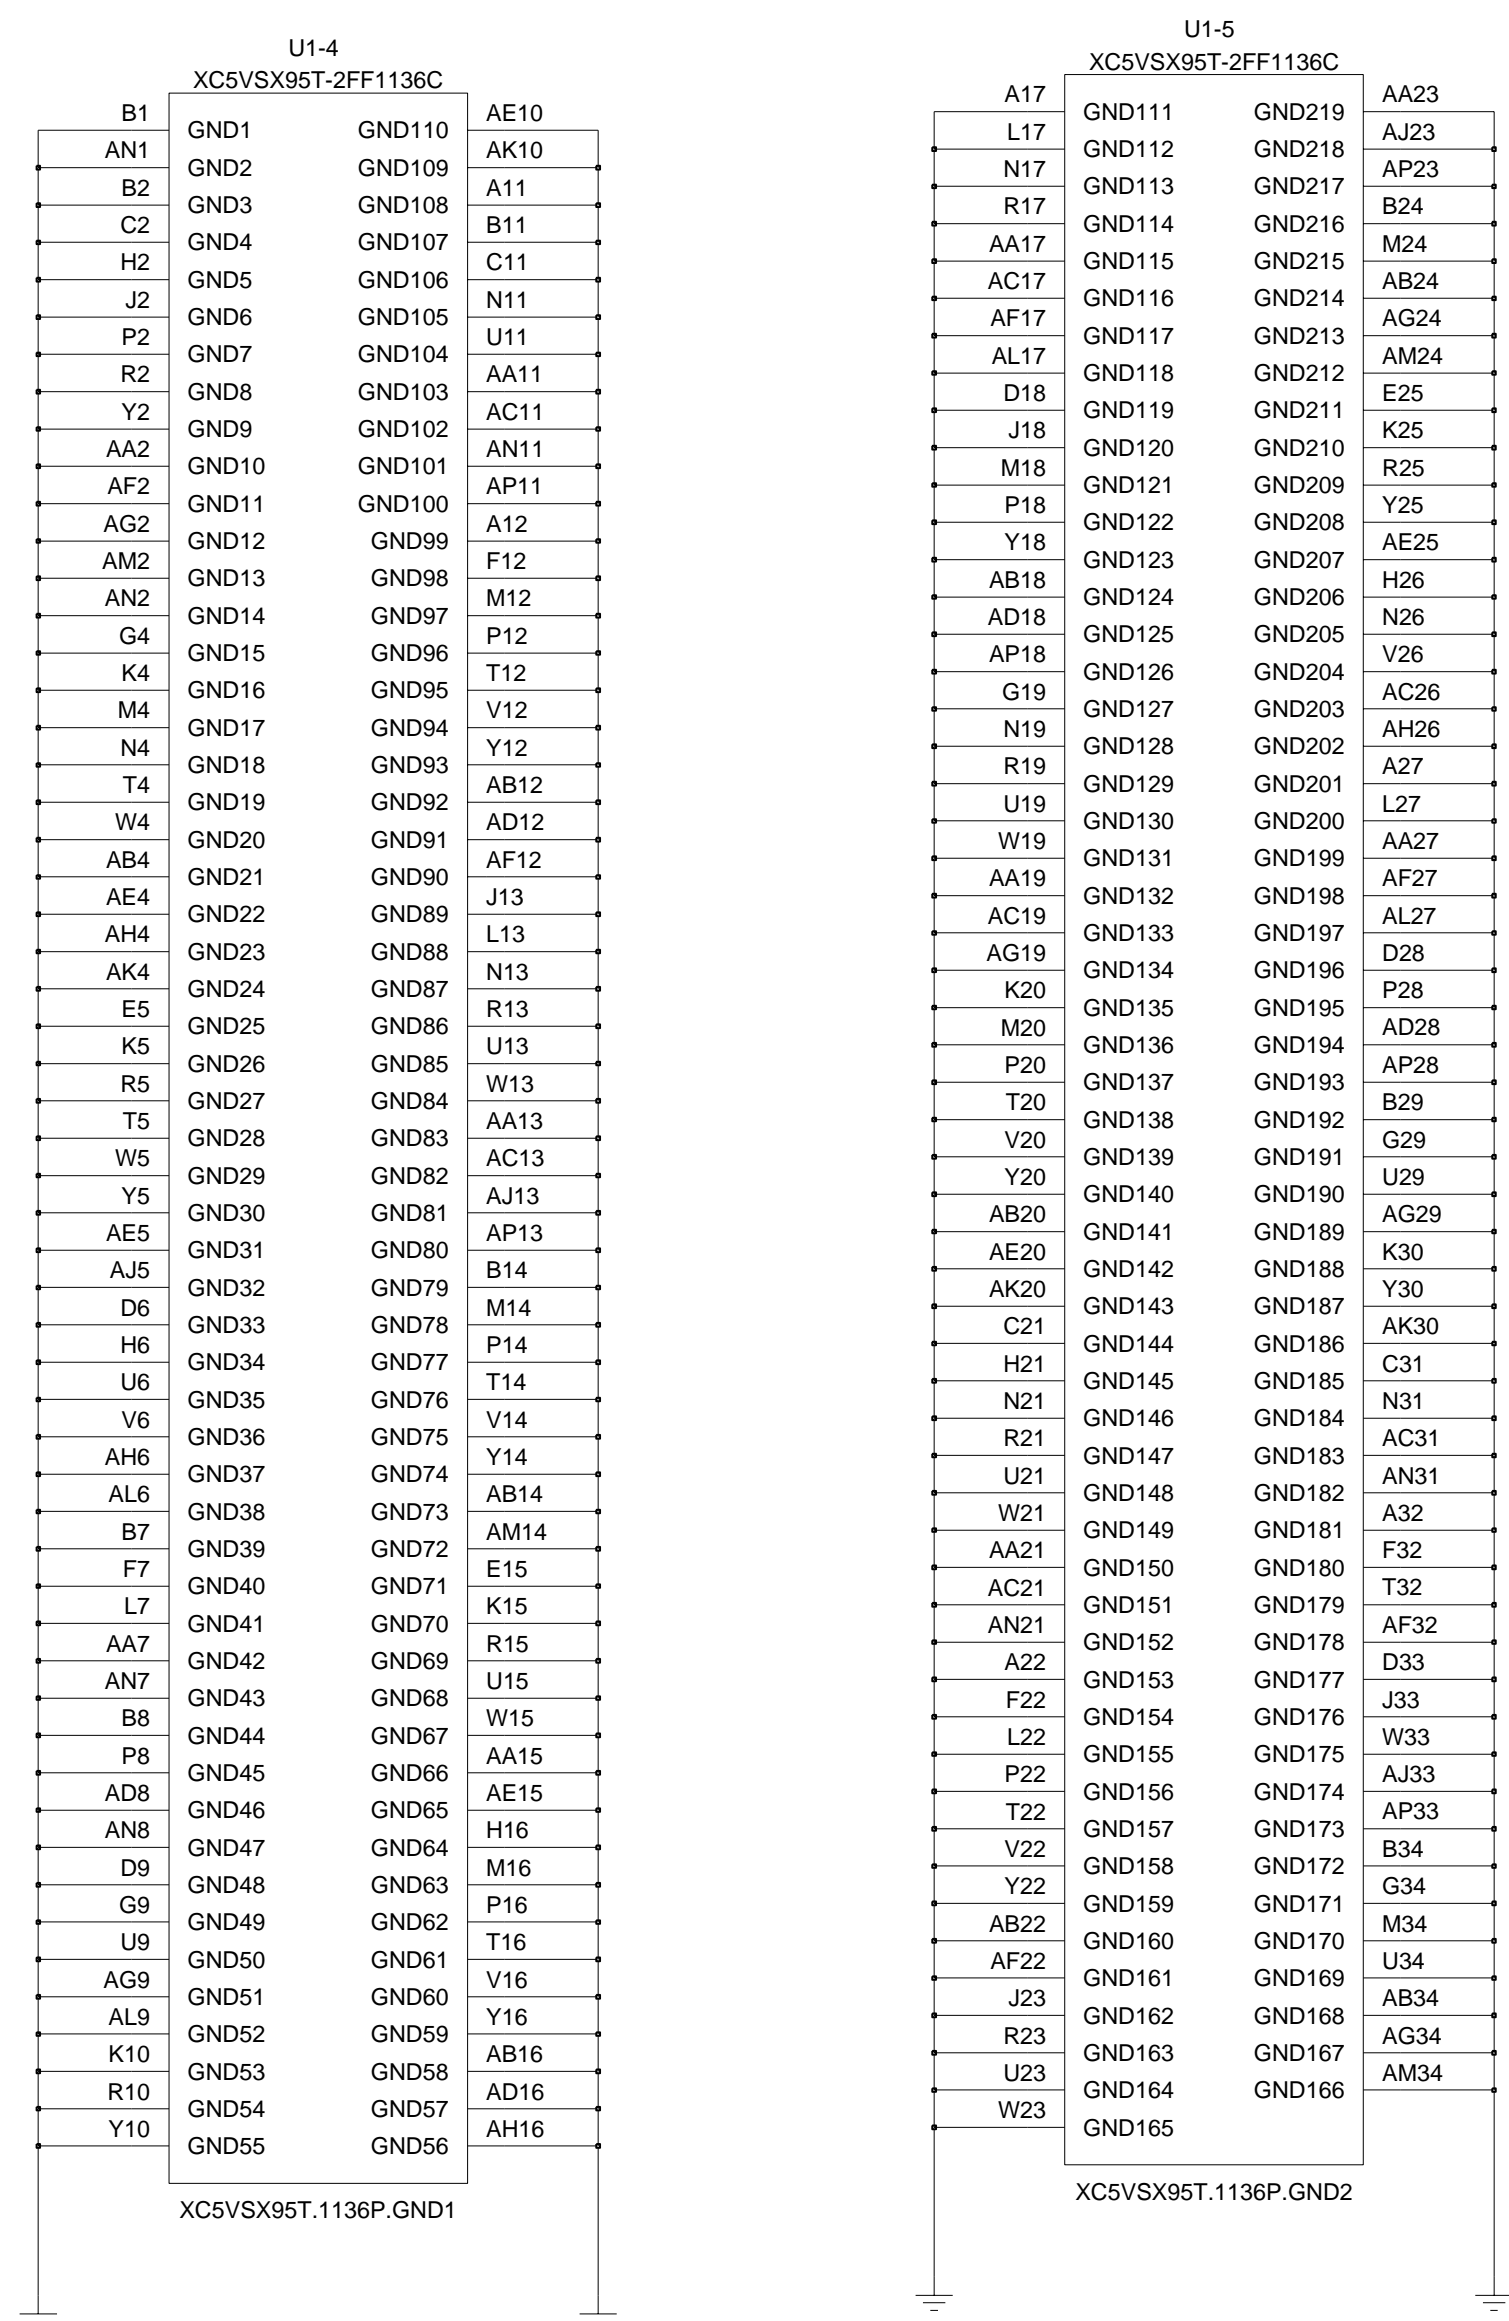 U1-4
XC5VSX95T-2FF1136C
B1 GND1 GND110 AE10
AN1 GND2 GND109 AK10
B2 GND3 GND108 A11
C2 GND4 GND107 B11
H2 GND5 GND106 C11
J2 GND6 GND105 N11
P2 GND7 GND104 U11
R2 GND8 GND103 AA11
Y2 GND9 GND102 AC11
AA2 GND10 GND101 AN11
AF2 GND11 GND100 AP11
AG2 GND12 GND99 A12
AM2 GND13 GND98 F12
AN2 GND14 GND97 M12
G4 GND15 GND96 P12
K4 GND16 GND95 T12
M4 GND17 GND94 V12
N4 GND18 GND93 Y12
T4 GND19 GND92 AB12
W4 GND20 GND91 AD12
AB4 GND21 GND90 AF12
AE4 GND22 GND89 J13
AH4 GND23 GND88 L13
AK4 GND24 GND87 N13
E5 GND25 GND86 R13
K5 GND26 GND85 U13
R5 GND27 GND84 W13
T5 GND28 GND83 AA13
W5 GND29 GND82 AC13
Y5 GND30 GND81 AJ13
AE5 GND31 GND80 AP13
AJ5 GND32 GND79 B14
D6 GND33 GND78 M14
H6 GND34 GND77 P14
U6 GND35 GND76 T14
V6 GND36 GND75 V14
AH6 GND37 GND74 Y14
AL6 GND38 GND73 AB14
B7 GND39 GND72 AM14
F7 GND40 GND71 E15
L7 GND41 GND70 K15
AA7 GND42 GND69 R15
AN7 GND43 GND68 U15
B8 GND44 GND67 W15
P8 GND45 GND66 AA15
AD8 GND46 GND65 AE15
AN8 GND47 GND64 H16
D9 GND48 GND63 M16
G9 GND49 GND62 P16
U9 GND50 GND61 T16
AG9 GND51 GND60 V16
AL9 GND52 GND59 Y16
K10 GND53 GND58 AB16
R10 GND54 GND57 AD16
Y10 GND55 GND56 AH16
XC5VSX95T.1136P.GND1
U1-5
XC5VSX95T-2FF1136C
A17 GND111 GND219 AA23
L17 GND112 GND218 AJ23
N17 GND113 GND217 AP23
R17 GND114 GND216 B24
AA17 GND115 GND215 M24
AC17 GND116 GND214 AB24
AF17 GND117 GND213 AG24
AL17 GND118 GND212 AM24
D18 GND119 GND211 E25
J18 GND120 GND210 K25
M18 GND121 GND209 R25
P18 GND122 GND208 Y25
Y18 GND123 GND207 AE25
AB18 GND124 GND206 H26
AD18 GND125 GND205 N26
AP18 GND126 GND204 V26
G19 GND127 GND203 AC26
N19 GND128 GND202 AH26
R19 GND129 GND201 A27
U19 GND130 GND200 L27
W19 GND131 GND199 AA27
AA19 GND132 GND198 AF27
AC19 GND133 GND197 AL27
AG19 GND134 GND196 D28
K20 GND135 GND195 P28
M20 GND136 GND194 AD28
P20 GND137 GND193 AP28
T20 GND138 GND192 B29
V20 GND139 GND191 G29
Y20 GND140 GND190 U29
AB20 GND141 GND189 AG29
AE20 GND142 GND188 K30
AK20 GND143 GND187 Y30
C21 GND144 GND186 AK30
H21 GND145 GND185 C31
N21 GND146 GND184 N31
R21 GND147 GND183 AC31
U21 GND148 GND182 AN31
W21 GND149 GND181 A32
AA21 GND150 GND180 F32
AC21 GND151 GND179 T32
AN21 GND152 GND178 AF32
A22 GND153 GND177 D33
F22 GND154 GND176 J33
L22 GND155 GND175 W33
P22 GND156 GND174 AJ33
T22 GND157 GND173 AP33
V22 GND158 GND172 B34
Y22 GND159 GND171 G34
AB22 GND160 GND170 M34
AF22 GND161 GND169 U34
J23 GND162 GND168 AB34
R23 GND163 GND167 AG34
U23 GND164 GND166 AM34
W23 GND165
XC5VSX95T.1136P.GND2